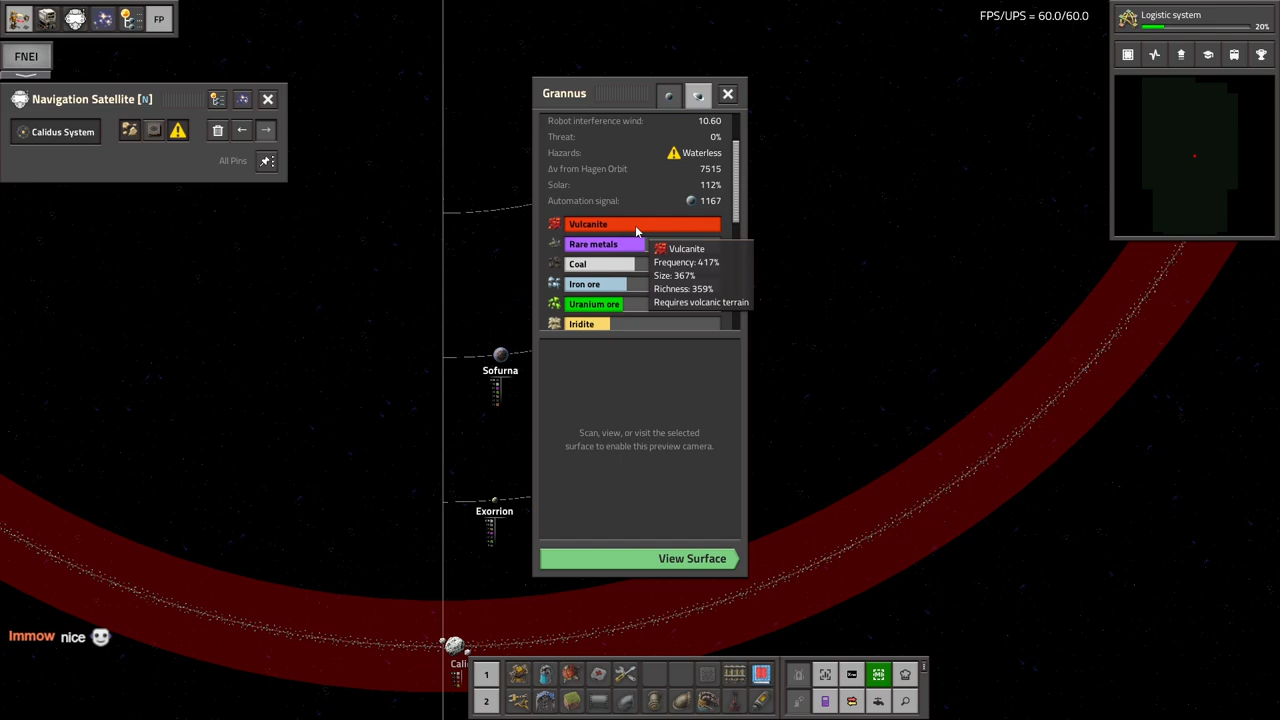 FP
FPS/UPS = 60.0/60.0
Logistic system
20%
FNEI
Navigation Satellite [N]
Calidus System
All Pins
Grannus
Robot interference wind: 10.60
Threat: 0%
Hazards: Waterless
Δv from Hagen Orbit 7515
Solar: 112%
Automation signal: 1167
Vulcanite
Rare metals
Coal
Iron ore
Uranium ore
Iridite
Vulcanite
Frequency: 417%
Size: 367%
Richness: 359%
Requires volcanic terrain
Sofurna
Exorrion
Scan, view, or visit the selected
surface to enable this preview camera.
View Surface
Immow nice
Cali
1
2